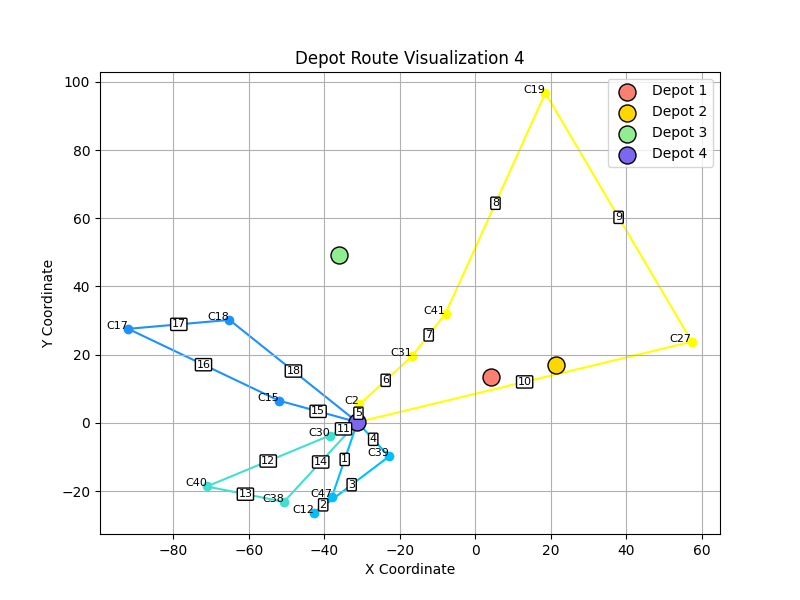 Depot Route Visualization 4
Depot 1
Depot 2
Depot 3
Depot 4
Y Coordinate
100
80
60
40
20
0
−20
C19
8
9
C41
C17
17
C18
7
C27
16
18
C31
6
10
C15
15
C2
5
11
C30
4
12
14
1
C39
C40
13
C38
C47
3
2
C12
−80
−60
−40
−20
0
20
40
60
X Coordinate